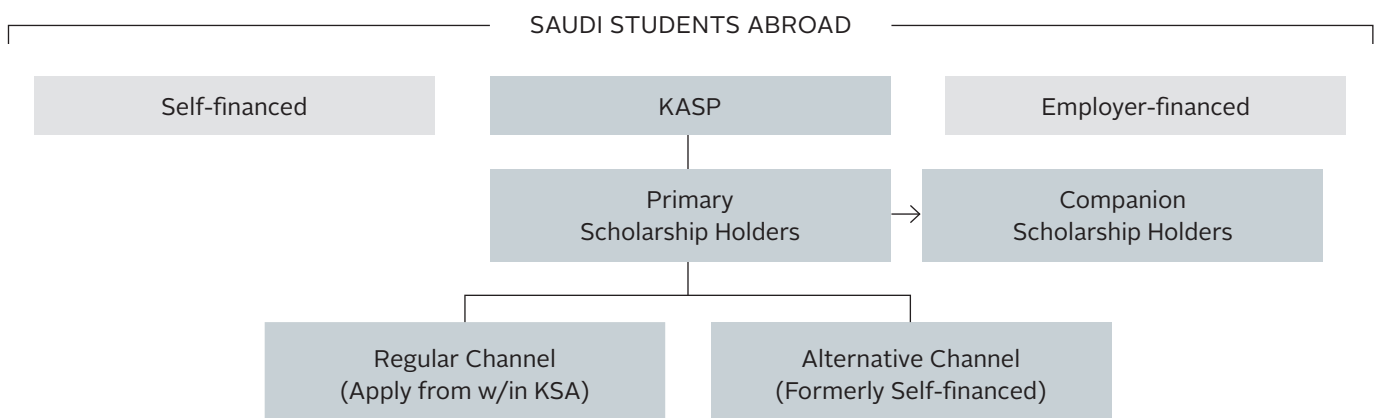 SAUDI STUDENTS ABROAD
Self-financed
KASP
Employer-financed
Primary
Scholarship Holders
Companion
Scholarship Holders
Regular Channel
(Apply from w/in KSA)
Alternative Channel
(Formerly Self-financed)